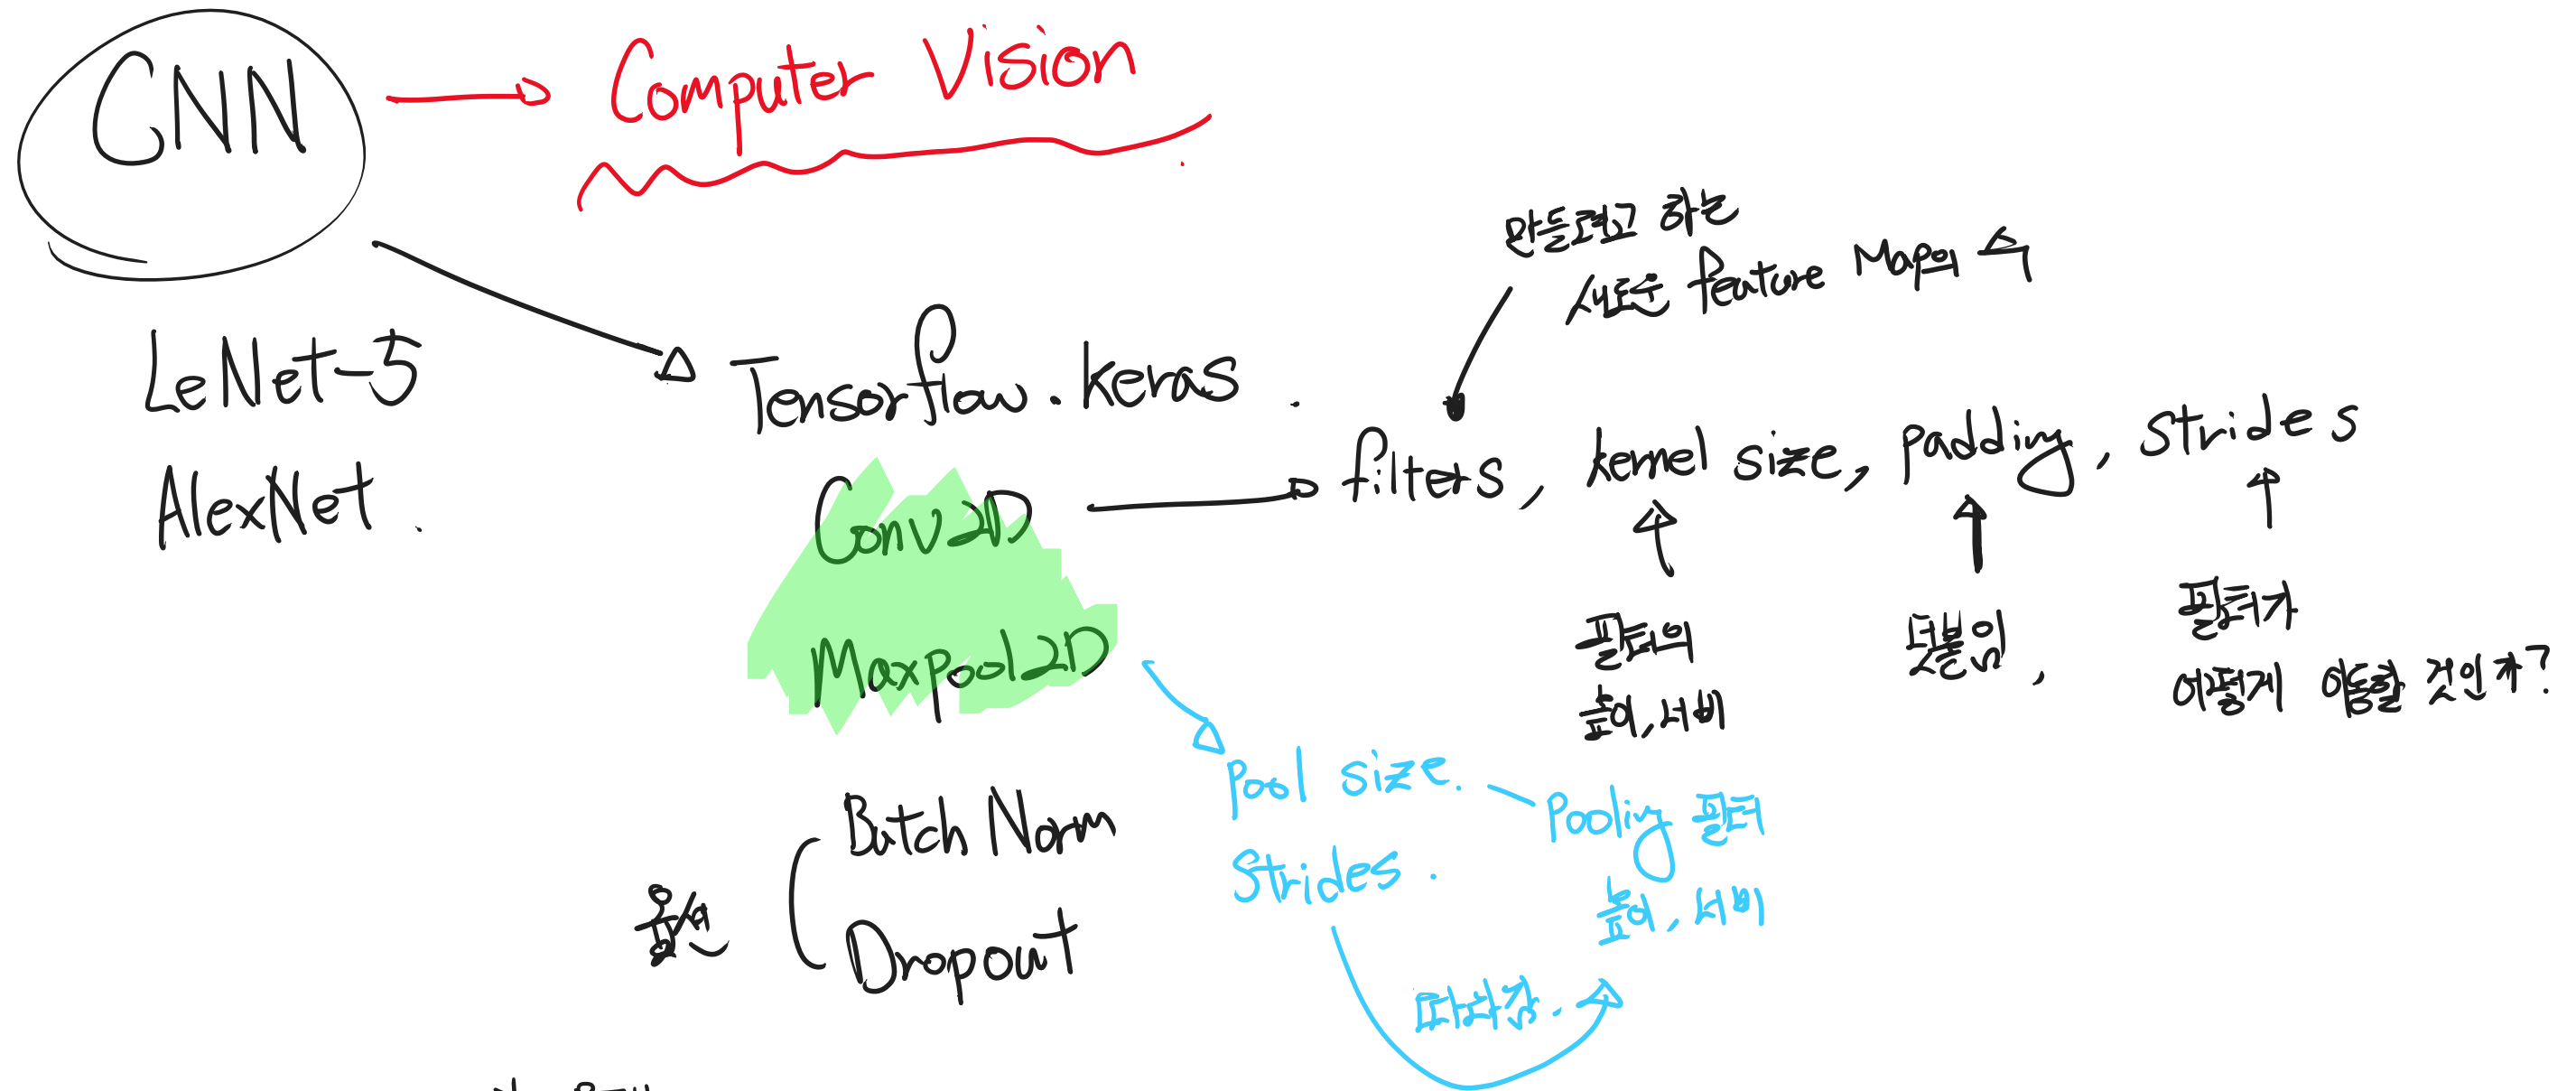 CNN
Computer Vision
LeNet-5
AlexNet.
Tensorflow.keras.
만들려고 하는
새로운 feature Map의 수
Conv2D
filters, kernel size, padding, strides
필터의
높이, 너비
덧붙임,
필터가
어떻게 이동할 것인가?
Maxpool2D
Pool size.
Strides.
Pooling 필터
높이, 너비
따라감.
옵션
Batch Norm
Dropout